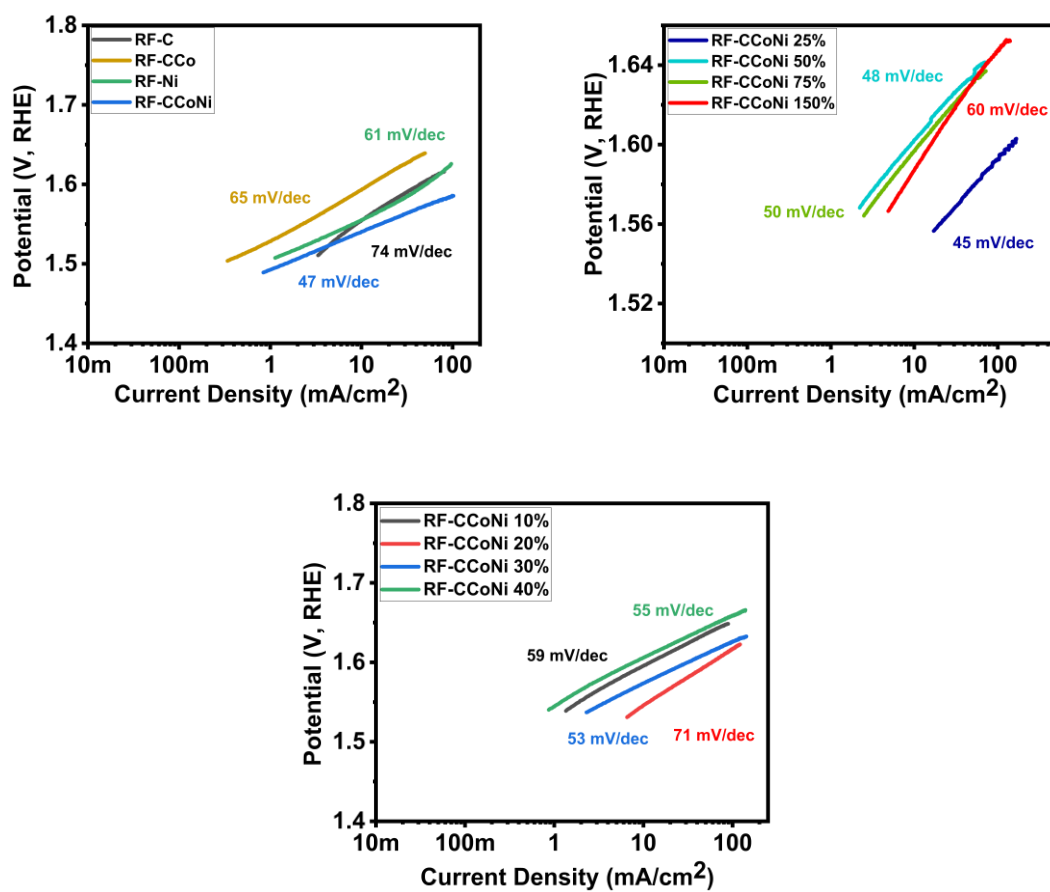 1.8
1.7
1.6
1.5
1.4
Potential (V, RHE)
RF-C
RF-CCo
RF-Ni
RF-CCoNi
61 mV/dec
65 mV/dec
74 mV/dec
47 mV/dec
10m 100m 1 10 100
Current Density (mA/cm²)
1.64
1.60
1.56
1.52
Potential (V, RHE)
RF-CCoNi 25%
RF-CCoNi 50%
RF-CCoNi 75%
RF-CCoNi 150%
48 mV/dec
60 mV/dec
50 mV/dec
45 mV/dec
10m 100m 1 10 100
Current Density (mA/cm²)
1.8
1.7
1.6
1.5
1.4
Potential (V, RHE)
RF-CCoNi 10%
RF-CCoNi 20%
RF-CCoNi 30%
RF-CCoNi 40%
55 mV/dec
59 mV/dec
53 mV/dec
71 mV/dec
10m 100m 1 10 100
Current Density (mA/cm²)